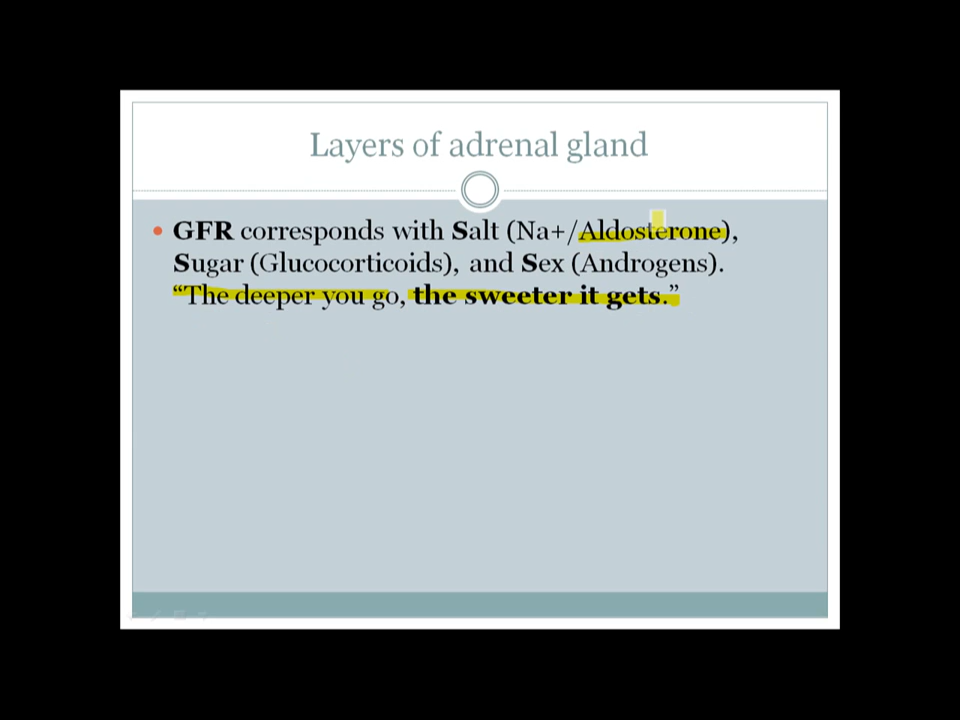 Layers of adrenal gland
GFR corresponds with Salt (Na+/Aldosterone),
Sugar (Glucocorticoids), and Sex (Androgens).
“The deeper you go, the sweeter it gets.”